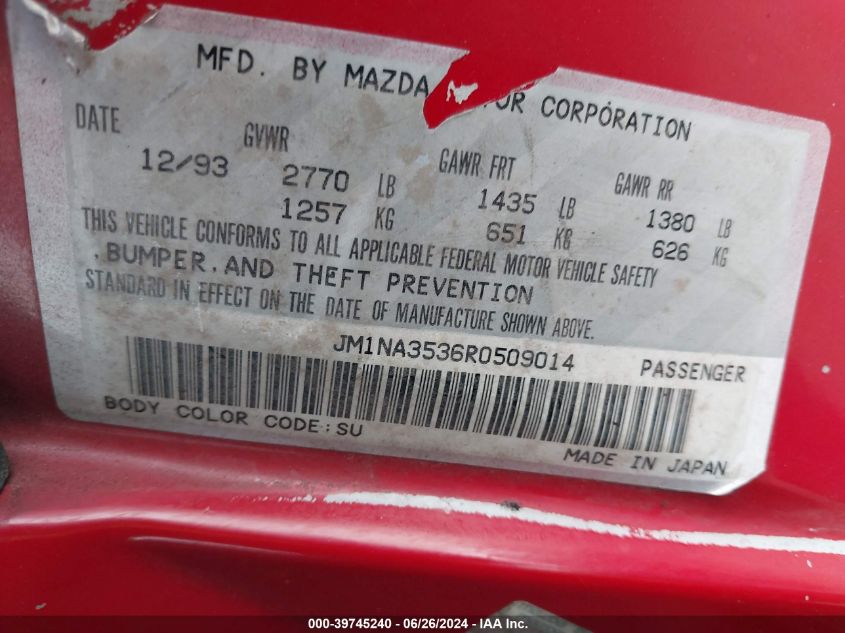 MFD. BY MAZDA OR CORPORATION
DATE GVWR GAWR FRT GAWR RR
12/93 2770 LB 1435 LB 1380 LB
1257 KG 651 KG 626 KG
THIS VEHICLE CONFORMS TO ALL APPLICABLE FEDERAL MOTOR VEHICLE SAFETY
, BUMPER, AND THEFT PREVENTION
STANDARD IN EFFECT ON THE DATE OF MANUFACTURE SHOWN ABOVE.
JM1NA3536R0509014 PASSENGER
BODY COLOR CODE:SU
MADE IN JAPAN
000-39745240 - 06/26/2024 - IAA Inc.